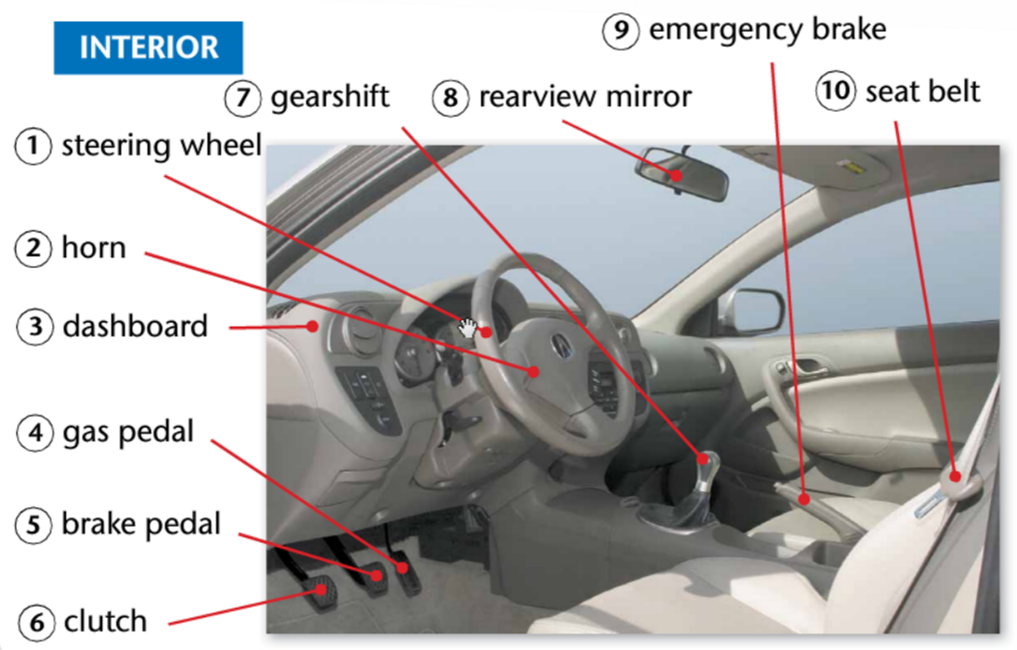 INTERIOR
① steering wheel
② horn
③ dashboard
④ gas pedal
⑤ brake pedal
⑥ clutch
⑦ gearshift
⑧ rearview mirror
⑨ emergency brake
⑩ seat belt